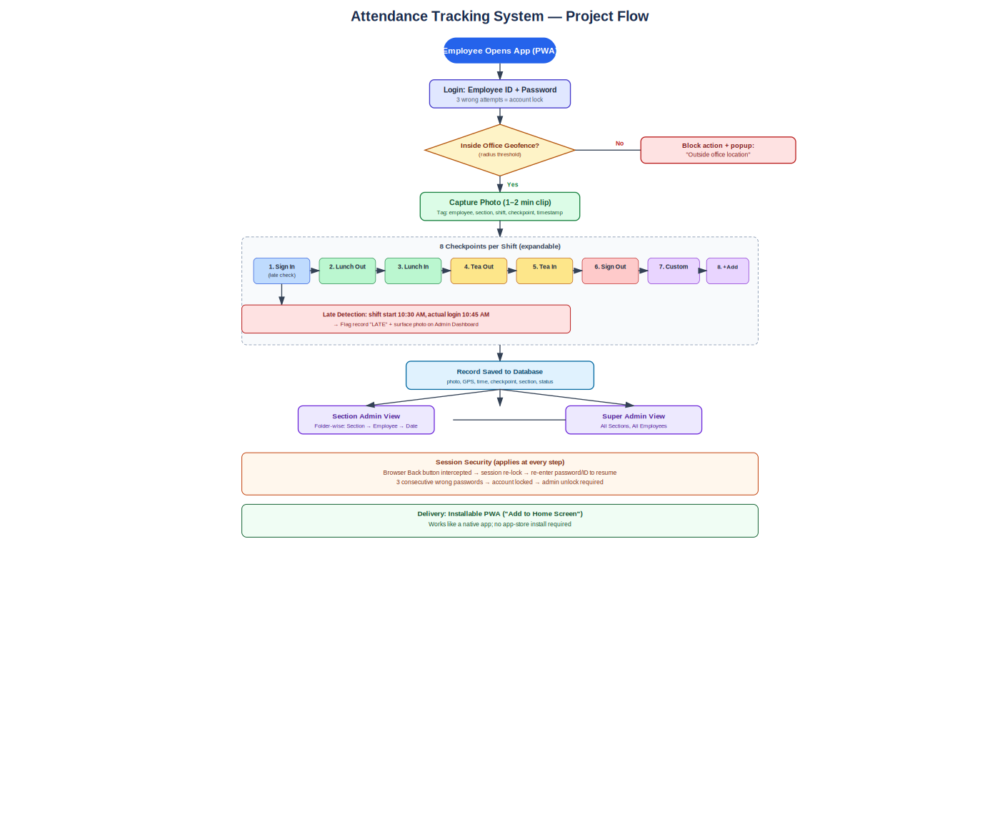 Attendance Tracking System — Project Flow
Employee Opens App (PWA)
Login: Employee ID + Password
3 wrong attempts = account lock
Inside Office Geofence?
(radius threshold)
No
Block action + popup:
"Outside office location"
Yes
Capture Photo (1–2 min clip)
Tag: employee, section, shift, checkpoint, timestamp
8 Checkpoints per Shift (expandable)
1. Sign In
(late check)
2. Lunch Out
3. Lunch In
4. Tea Out
5. Tea In
6. Sign Out
7. Custom
8. +Add
Late Detection: shift start 10:30 AM, actual login 10:45 AM
→ Flag record "LATE" + surface photo on Admin Dashboard
Record Saved to Database
photo, GPS, time, checkpoint, section, status
Section Admin View
Folder-wise: Section → Employee → Date
Super Admin View
All Sections, All Employees
Session Security (applies at every step)
Browser Back button intercepted → session re-lock → re-enter password/ID to resume
3 consecutive wrong passwords → account locked → admin unlock required
Delivery: Installable PWA ("Add to Home Screen")
Works like a native app; no app-store install required